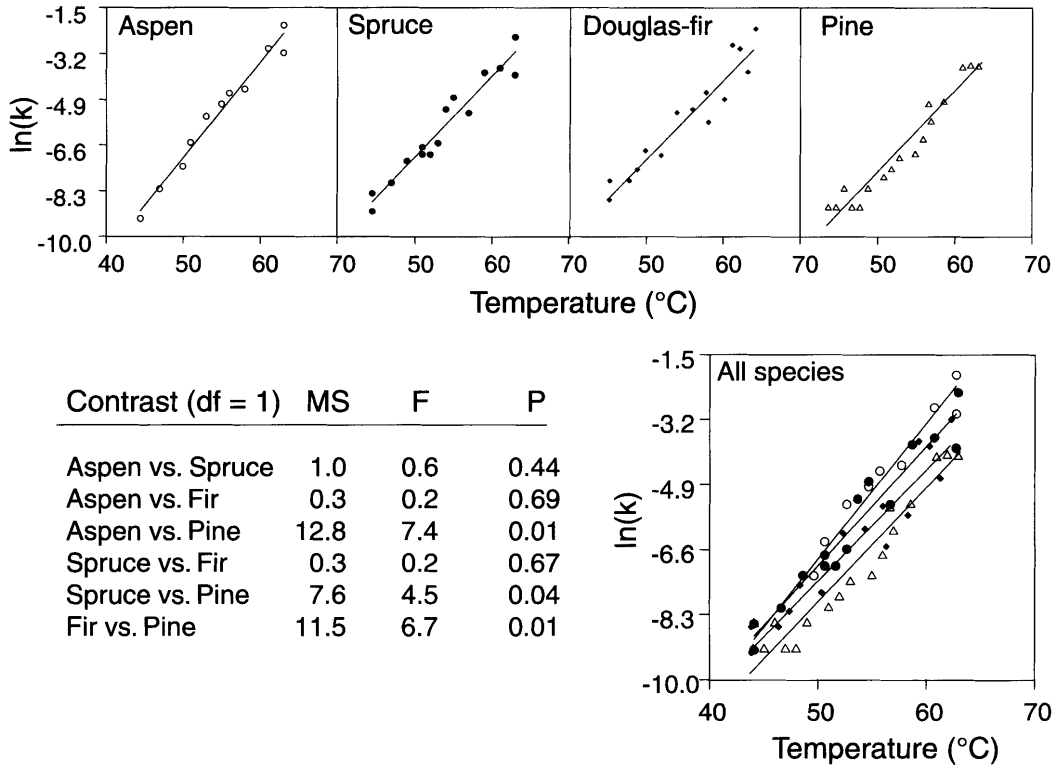 Aspen Spruce Douglas-fir Pine
-1.5
-3.2
-4.9
-6.6
-8.3
-10.0
ln(k)
40 50 60 70 50 60 70 50 60 70 50 60 70
Temperature (°C)
Contrast (df = 1) MS F P
Aspen vs. Spruce 1.0 0.6 0.44
Aspen vs. Fir 0.3 0.2 0.69
Aspen vs. Pine 12.8 7.4 0.01
Spruce vs. Fir 0.3 0.2 0.67
Spruce vs. Pine 7.6 4.5 0.04
Fir vs. Pine 11.5 6.7 0.01
All species
-1.5
-3.2
-4.9
-6.6
-8.3
-10.0
ln(k)
40 50 60 70
Temperature (°C)